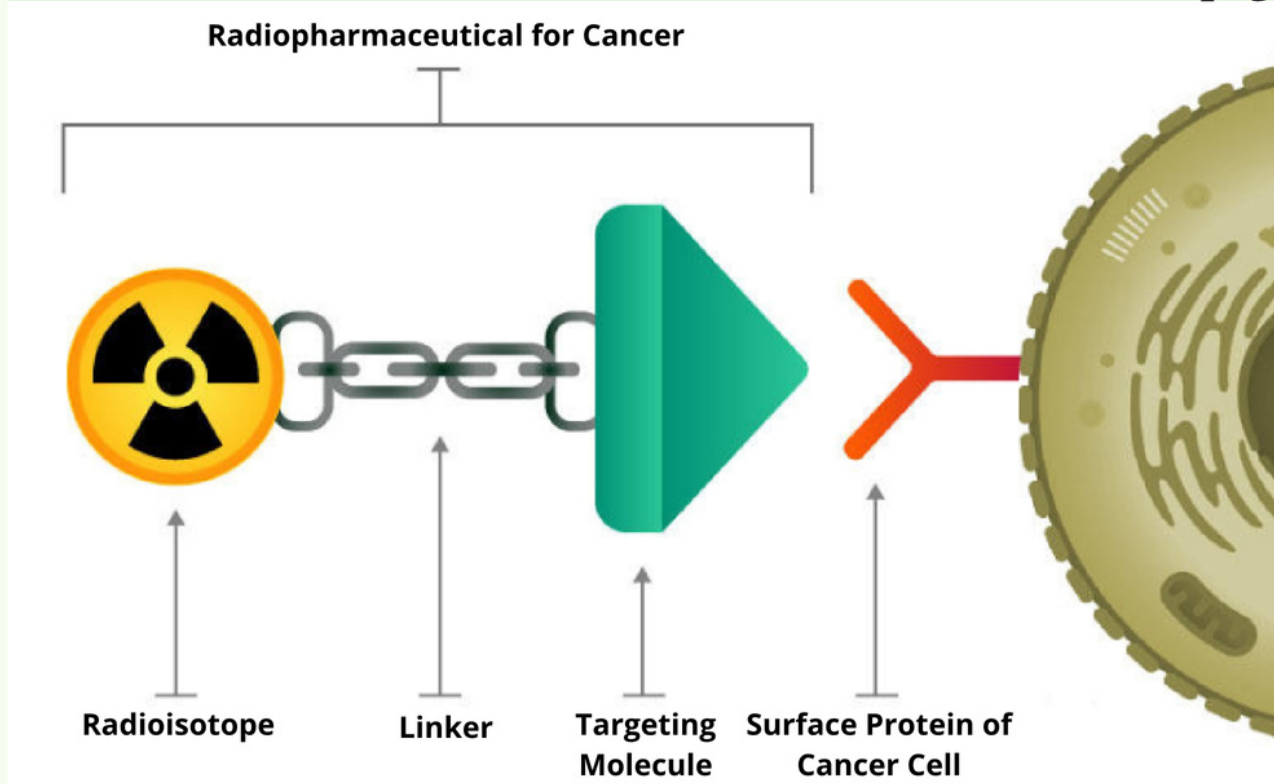 Radiopharmaceutical for Cancer
Radioisotope
Linker
Targeting
Molecule
Surface Protein of
Cancer Cell